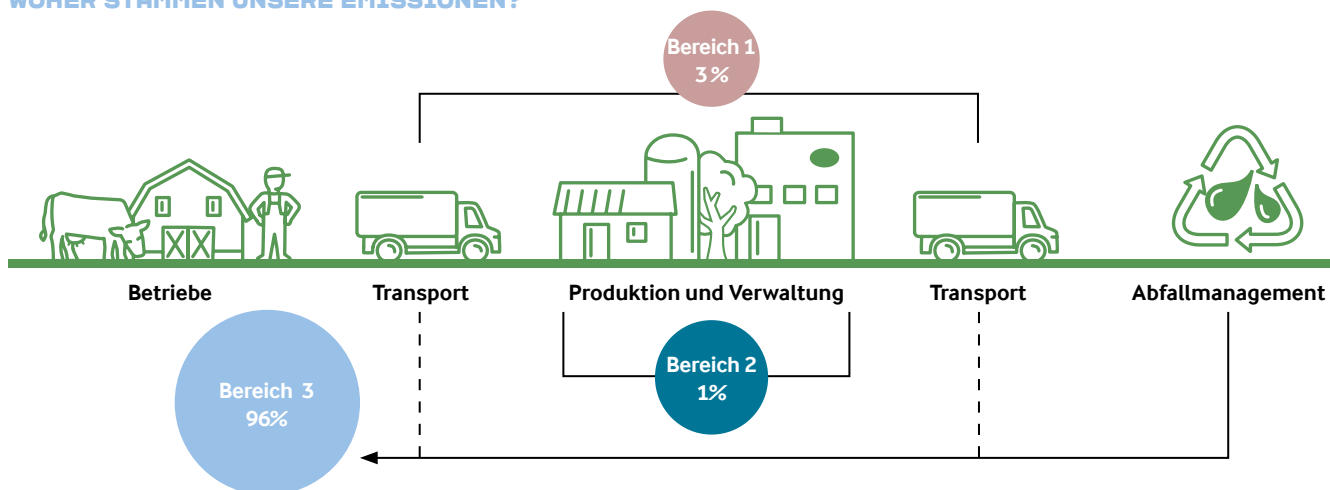 WOHER STAMMEN UNSERE EMISSIONEN?
Bereich 1
3%
Betriebe
Transport
Produktion und Verwaltung
Transport
Abfallmanagement
Bereich 2
1%
Bereich 3
96%